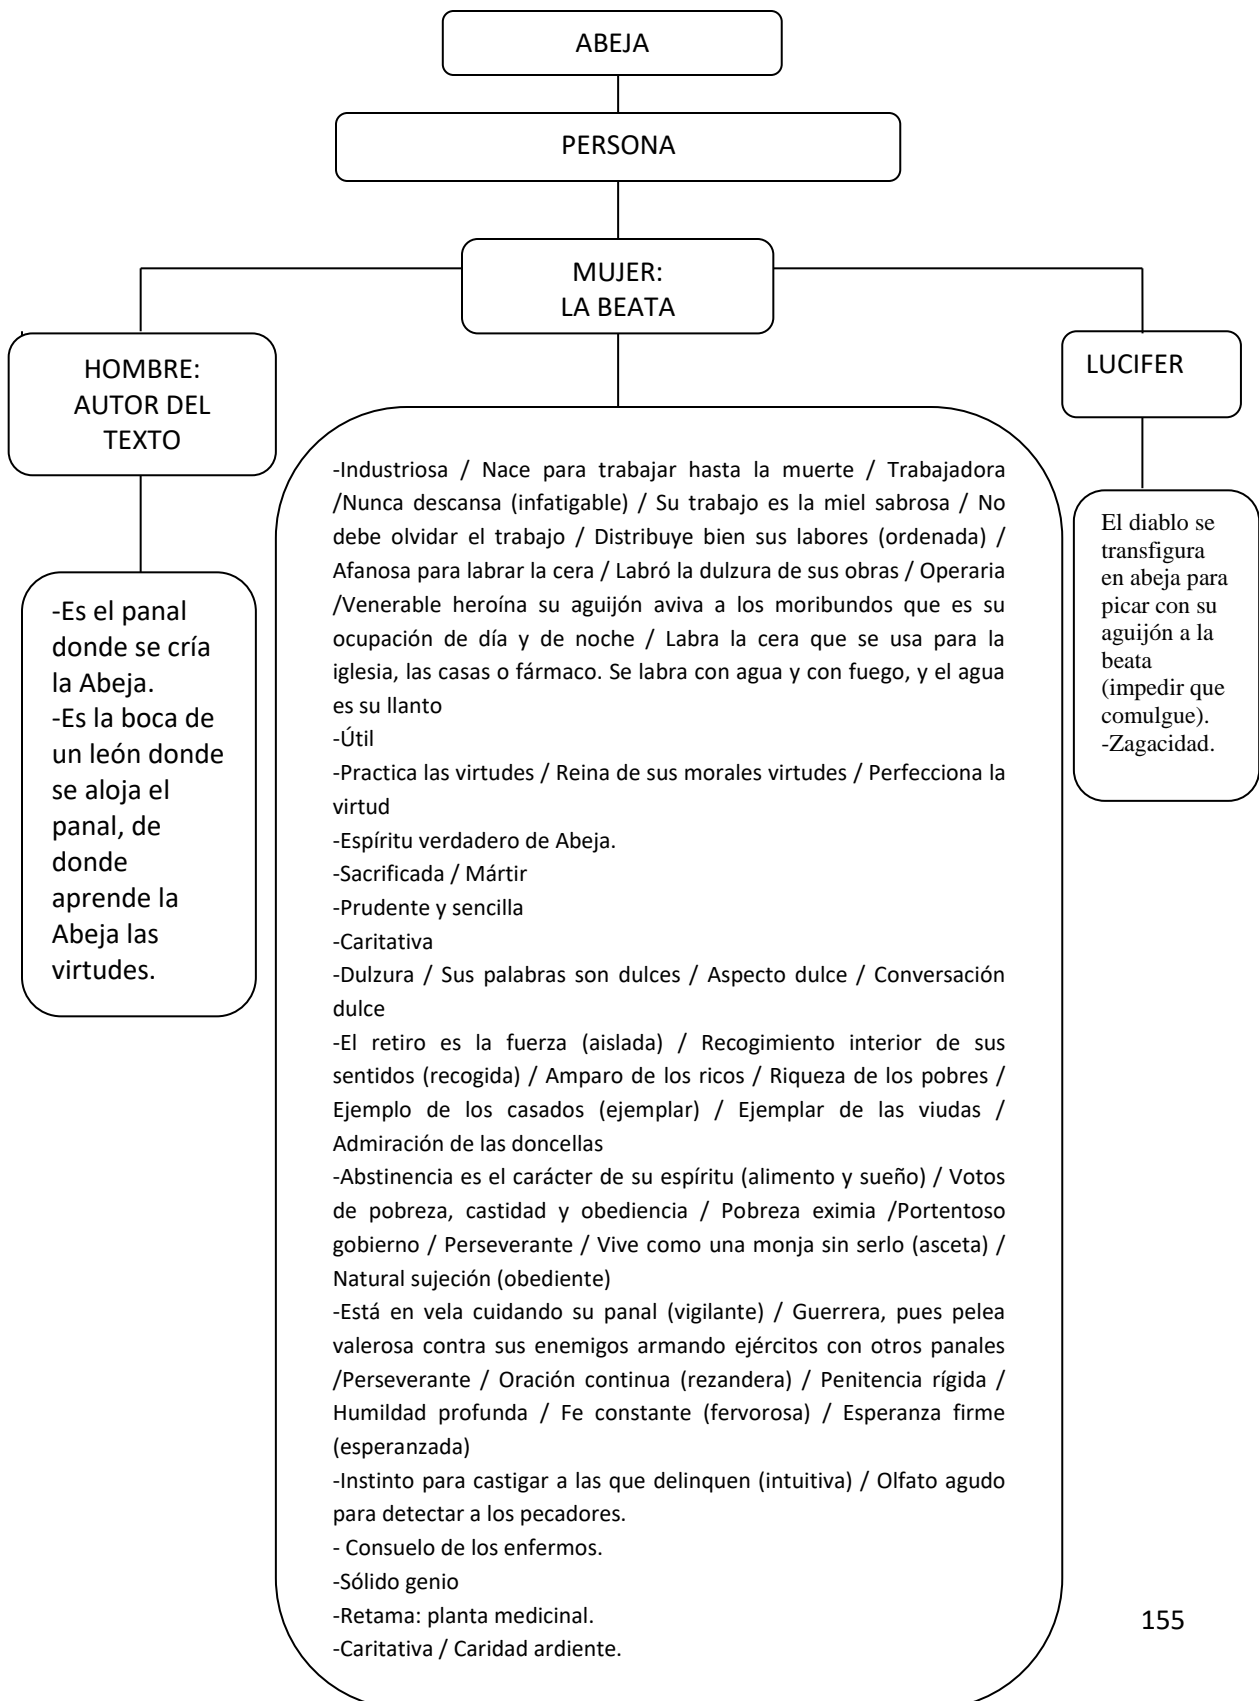 ABEJA
PERSONA
MUJER:
LA BEATA
HOMBRE:
AUTOR DEL
TEXTO
LUCIFER
-Es el panal
donde se cría
la Abeja.
-Es la boca de
un león donde
se aloja el
panal, de
donde
aprende la
Abeja las
virtudes.
-Industriosa / Nace para trabajar hasta la muerte / Trabajadora
/Nunca descansa (infatigable) / Su trabajo es la miel sabrosa / No
debe olvidar el trabajo / Distribuye bien sus labores (ordenada) /
Afanosa para labrar la cera / Labró la dulzura de sus obras / Operaria
/Venerable heroína su aguijón aviva a los moribundos que es su
ocupación de día y de noche / Labra la cera que se usa para la
iglesia, las casas o fármaco. Se labra con agua y con fuego, y el agua
es su llanto
-Útil
-Practica las virtudes / Reina de sus morales virtudes / Perfecciona la
virtud
-Espíritu verdadero de Abeja.
-Sacrificada / Mártir
-Prudente y sencilla
-Caritativa
-Dulzura / Sus palabras son dulces / Aspecto dulce / Conversación
dulce
-El retiro es la fuerza (aislada) / Recogimiento interior de sus
sentidos (recogida) / Amparo de los ricos / Riqueza de los pobres /
Ejemplo de los casados (ejemplar) / Ejemplar de las viudas /
Admiración de las doncellas
-Abstinencia es el carácter de su espíritu (alimento y sueño) / Votos
de pobreza, castidad y obediencia / Pobreza eximia /Portentoso
gobierno / Perseverante / Vive como una monja sin serlo (asceta) /
Natural sujeción (obediente)
-Está en vela cuidando su panal (vigilante) / Guerrera, pues pelea
valerosa contra sus enemigos armando ejércitos con otros panales
/Perseverante / Oración continua (rezandera) / Penitencia rígida /
Humildad profunda / Fe constante (fervorosa) / Esperanza firme
(esperanzada)
-Instinto para castigar a las que delinquen (intuitiva) / Olfato agudo
para detectar a los pecadores.
- Consuelo de los enfermos.
-Sólido genio
-Retama: planta medicinal.
-Caritativa / Caridad ardiente.
El diablo se
transfigura
en abeja para
picar con su
aguijón a la
beata
(impedir que
comulgue).
-Zagacidad.
155